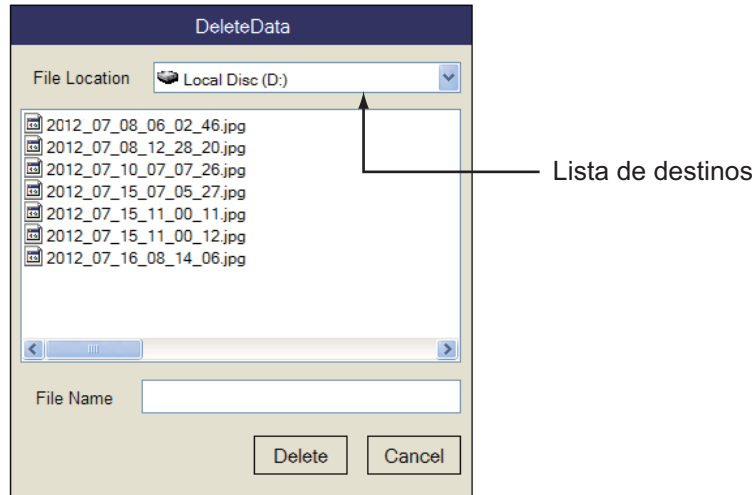 DeleteData
File Location
Local Disc (D:)
2012_07_08_06_02_46.jpg
2012_07_08_12_28_20.jpg
2012_07_10_07_07_26.jpg
2012_07_15_07_05_27.jpg
2012_07_15_11_00_11.jpg
2012_07_15_11_00_12.jpg
2012_07_16_08_14_06.jpg
Lista de destinos
File Name
Delete
Cancel